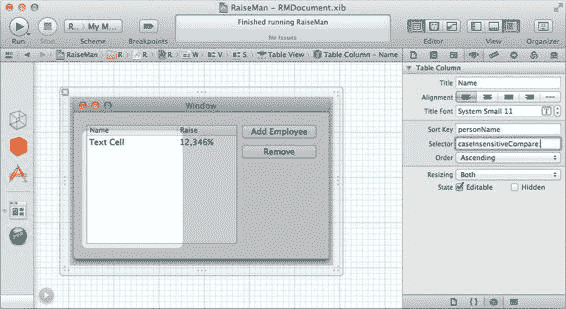 RaiseMan – RMDocument.xib
Finished running RaiseMan
No Issues
R... My M...
Run Stop Scheme Breakpoints Editor View Organizer
RaiseMan R R W V S Table View Table Column – Name
Window
Name Raise
Text Cell 12,346%
Add Employee
Remove
Table Column
Title Name
Alignment
Title Font System Small 11
Sort Key personName
Selector caseInsensitiveCompare:
Order Ascending
Resizing Both
State Editable Hidden